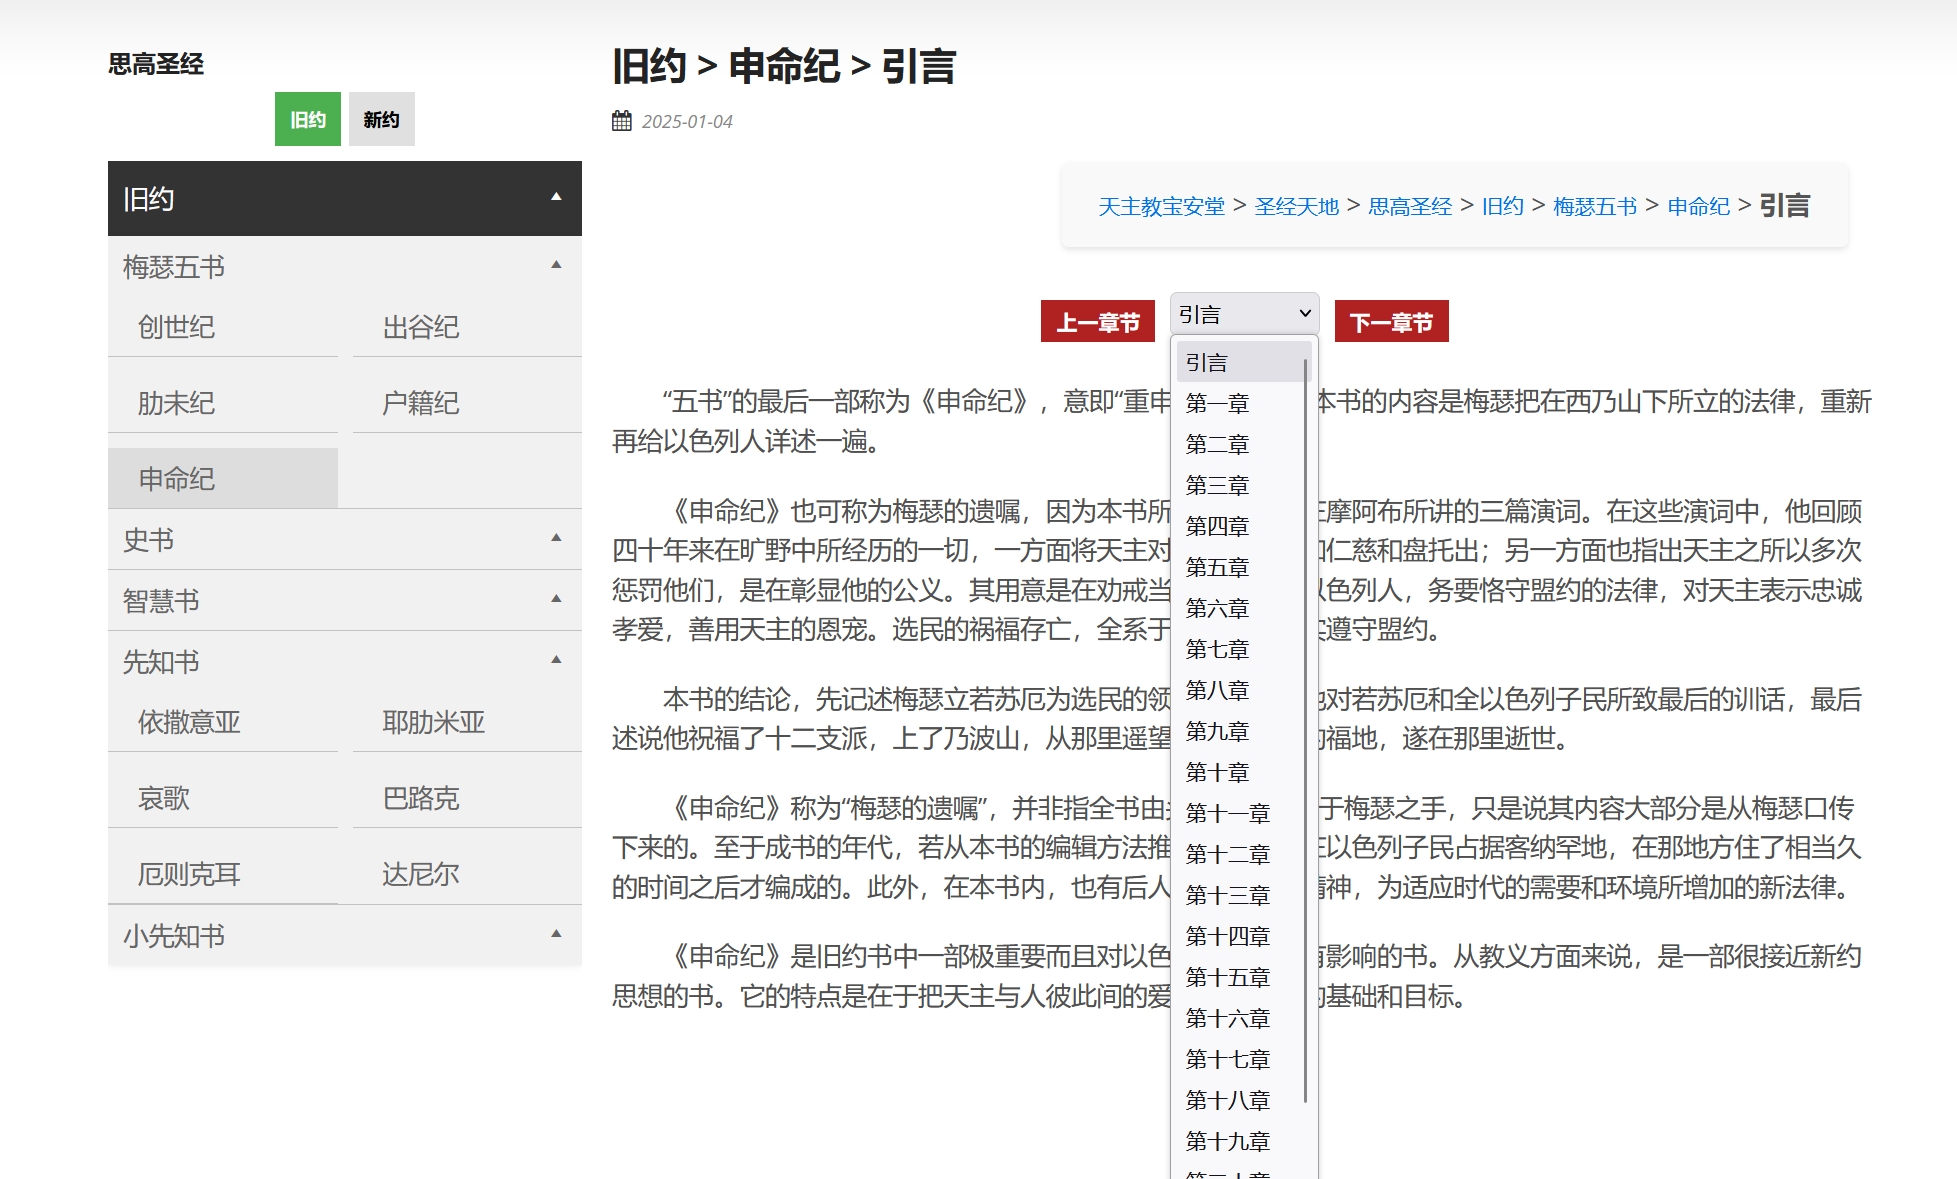 思高圣经
旧约 新约
旧约
梅瑟五书
创世纪 出谷纪
肋未纪 户籍纪
申命纪
史书
智慧书
先知书
依撒意亚 耶肋米亚
哀歌 巴路克
厄则克耳 达尼尔
小先知书
旧约 > 申命纪 > 引言
2025-01-04
天主教宝安堂 > 圣经天地 > 思高圣经 > 旧约 > 梅瑟五书 > 申命纪 > 引言
上一章节 引言 下一章节
引言
第一章
第二章
第三章
第四章
第五章
第六章
第七章
第八章
第九章
第十章
第十一章
第十二章
第十三章
第十四章
第十五章
第十六章
第十七章
第十八章
第十九章
“五书”的最后一部称为《申命纪》，意即“重申 本书的内容是梅瑟把在西乃山下所立的法律，重新
再给以色列人详述一遍。
《申命纪》也可称为梅瑟的遗嘱，因为本书所 摩阿布所讲的三篇演词。在这些演词中，他回顾
四十年来在旷野中所经历的一切，一方面将天主对 仁慈和盘托出；另一方面也指出天主之所以多次
惩罚他们，是在彰显他的公义。其用意是在劝戒当 色列人，务要恪守盟约的法律，对天主表示忠诚
孝爱，善用天主的恩宠。选民的祸福存亡，全系于 遵守盟约。
本书的结论，先记述梅瑟立若苏厄为选民的领 对若苏厄和全以色列子民所致最后的训话，最后
述说他祝福了十二支派，上了乃波山，从那里遥望 福地，遂在那里逝世。
《申命纪》称为“梅瑟的遗嘱”，并非指全书由 于梅瑟之手，只是说其内容大部分是从梅瑟口传
下来的。至于成书的年代，若从本书的编辑方法推 以色列子民占据客纳罕地，在那地方住了相当久
的时间之后才编成的。此外，在本书内，也有后人 神，为适应时代的需要和环境所增加的新法律。
《申命纪》是旧约书中一部极重要而且对以色 影响的书。从教义方面来说，是一部很接近新约
思想的书。它的特点是在于把天主与人彼此间的爱 基础和目标。